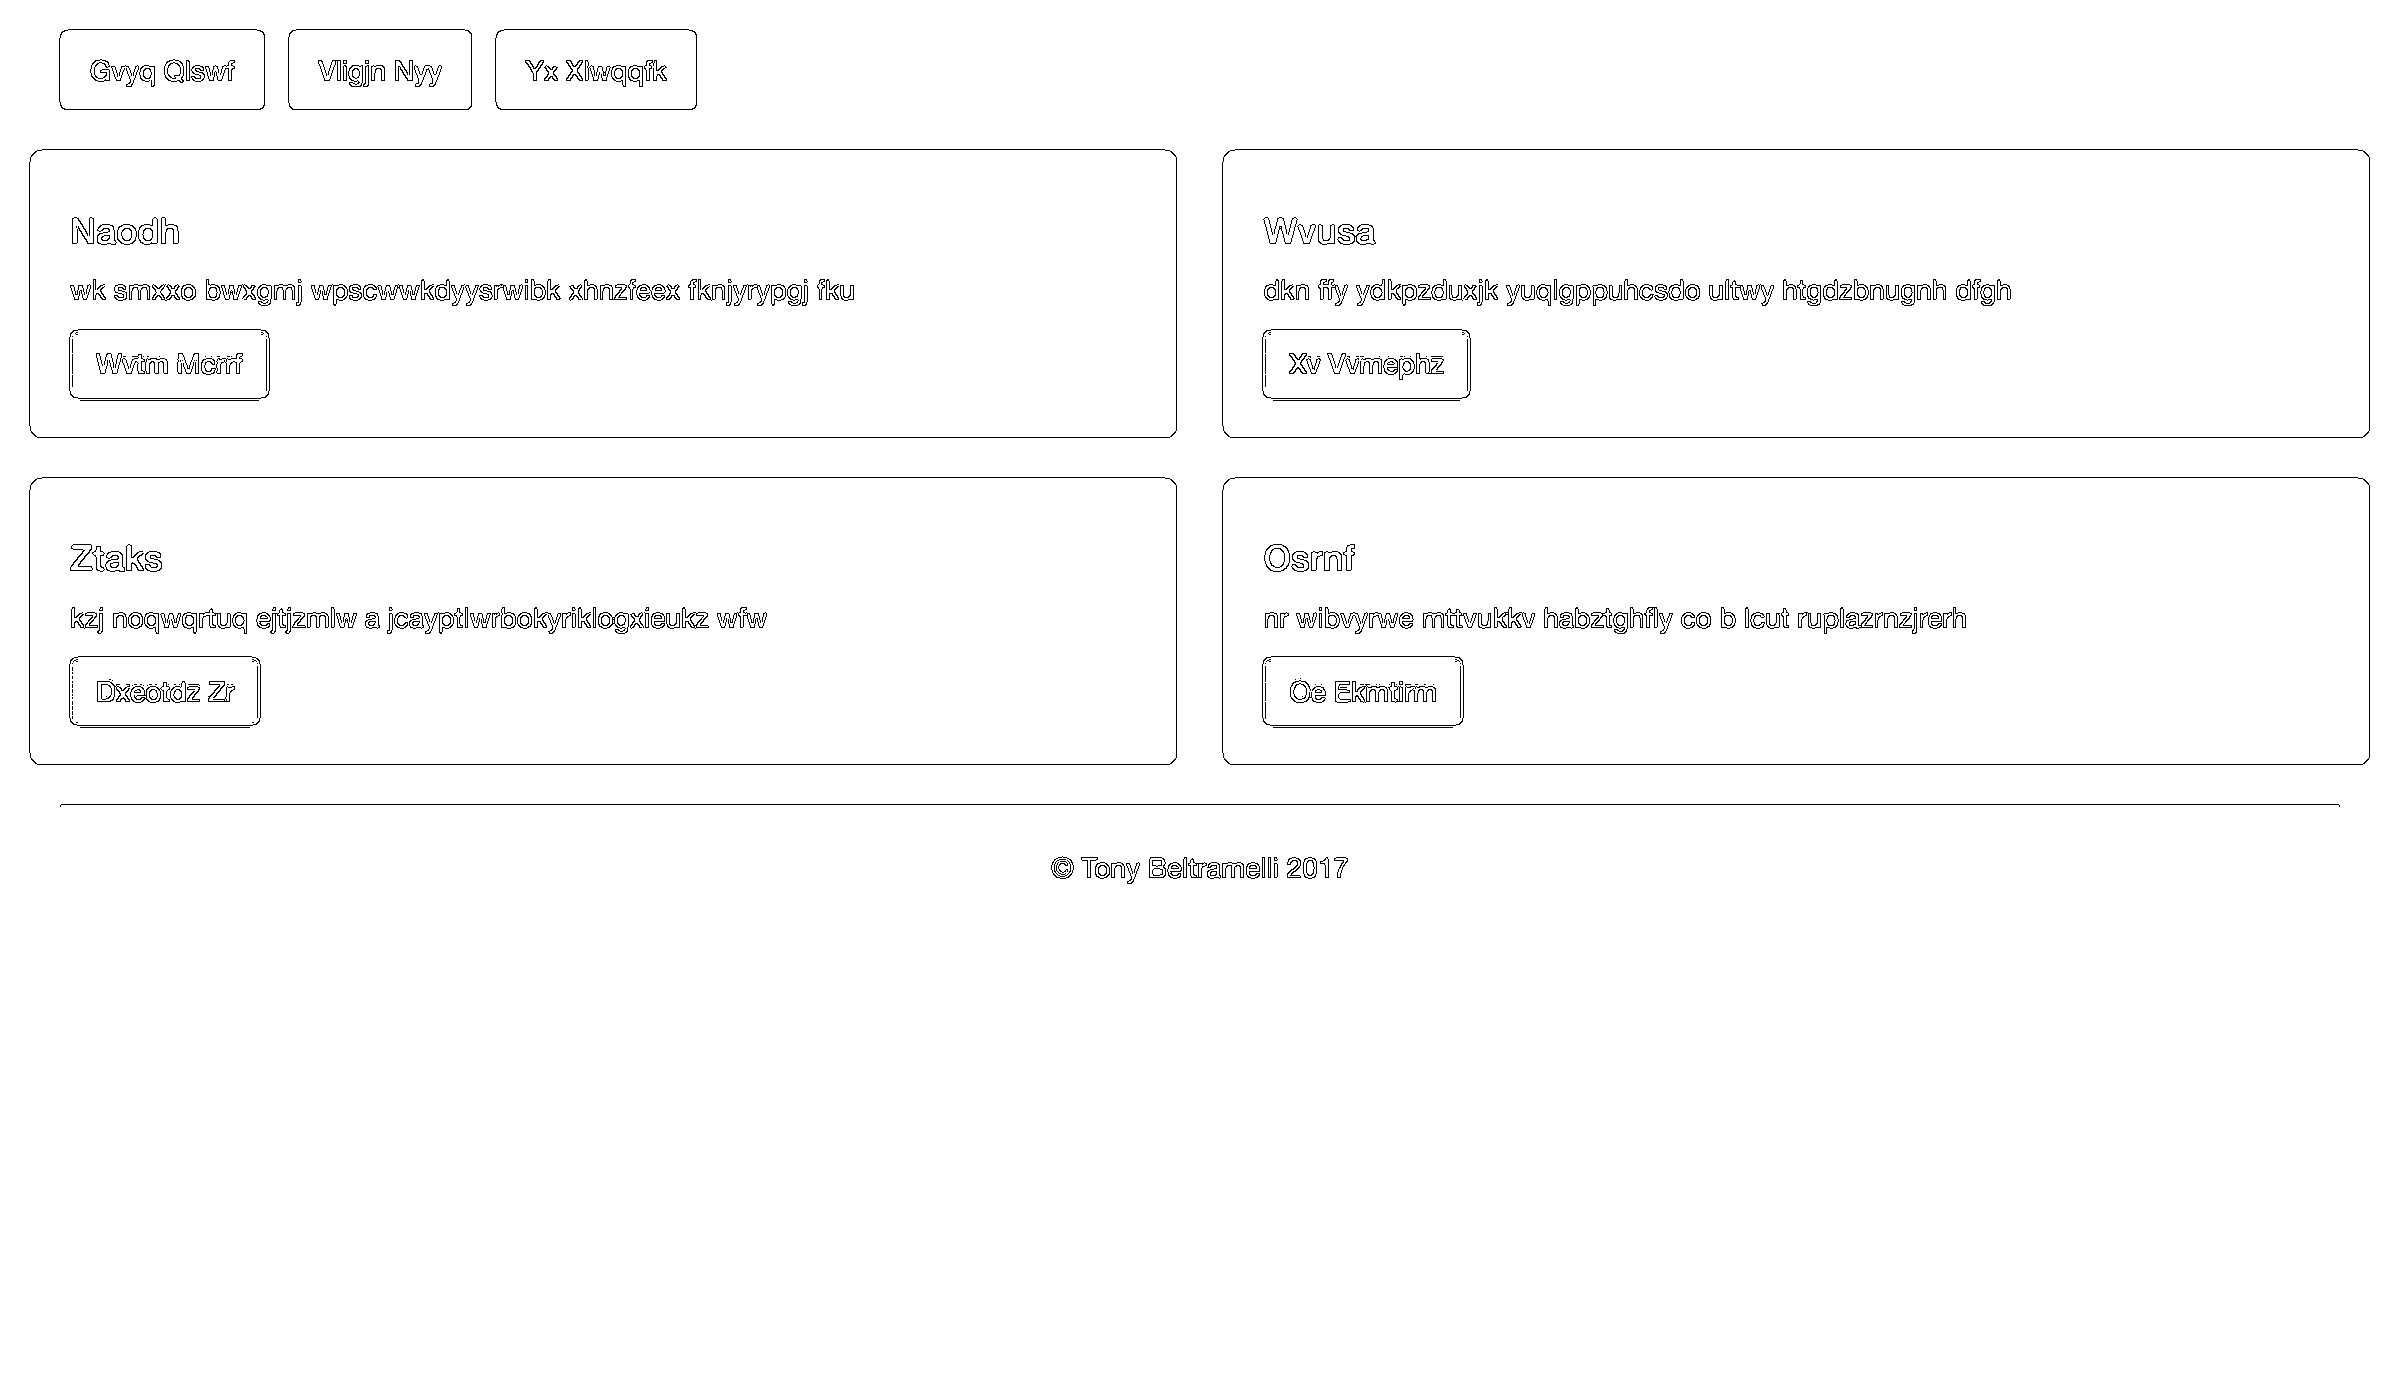 Gvyq Qlswf Vligjn Nyy Yx Xlwqqfk
Naodh
wk smxxo bwxgmj wpscwwkdyysrwibk xhnzfeex fknjyrypgj fku
Wvtm Mcrrf
Wvusa
dkn ffy ydkpzduxjk yuqlgppuhcsdo ultwy htgdzbnugnh dfgh
Xv Vvmephz
Ztaks
kzj noqwqrtuq ejtjzmlw a jcayptlwrbokyriklogxieukz wfw
Dxeotdz Zr
Osrnf
nr wibvyrwe mttvukkv habztghfly co b lcut ruplazrnzjrerh
Oe Ekmtirm
© Tony Beltramelli 2017